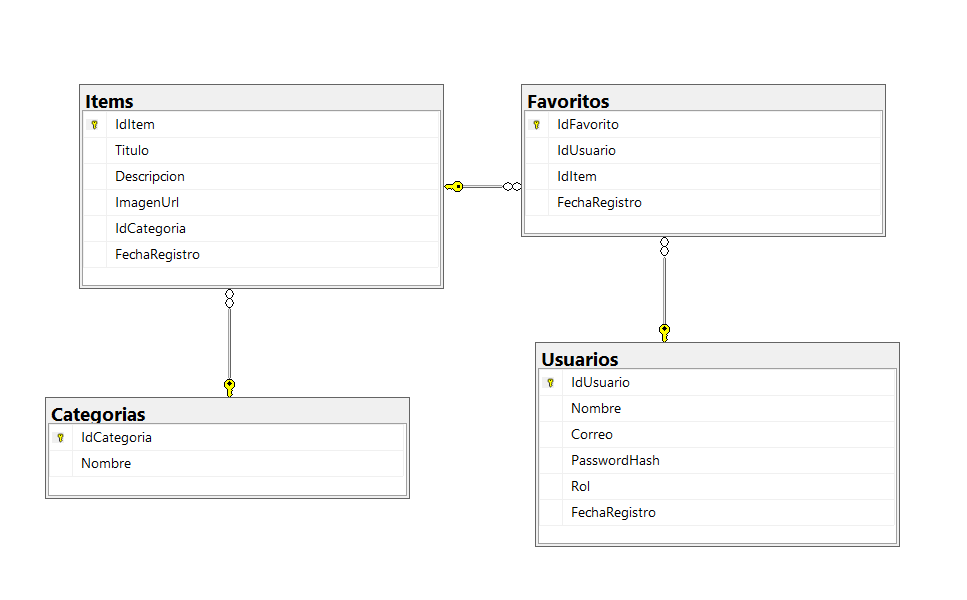 Items
IdItem
Titulo
Descripcion
ImagenUrl
IdCategoria
FechaRegistro
Favoritos
IdFavorito
IdUsuario
IdItem
FechaRegistro
Categorias
IdCategoria
Nombre
Usuarios
IdUsuario
Nombre
Correo
PasswordHash
Rol
FechaRegistro